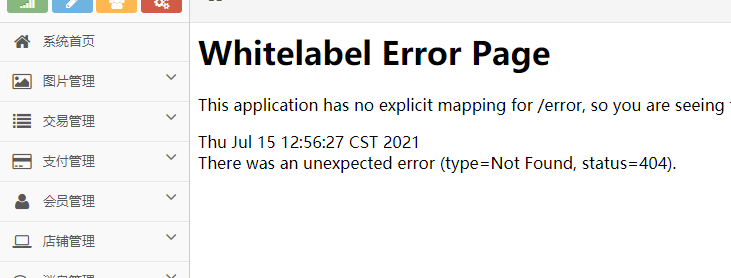 系统首页
图片管理
交易管理
支付管理
会员管理
店铺管理
Whitelabel Error Page
This application has no explicit mapping for /error, so you are seeing
Thu Jul 15 12:56:27 CST 2021
There was an unexpected error (type=Not Found, status=404).